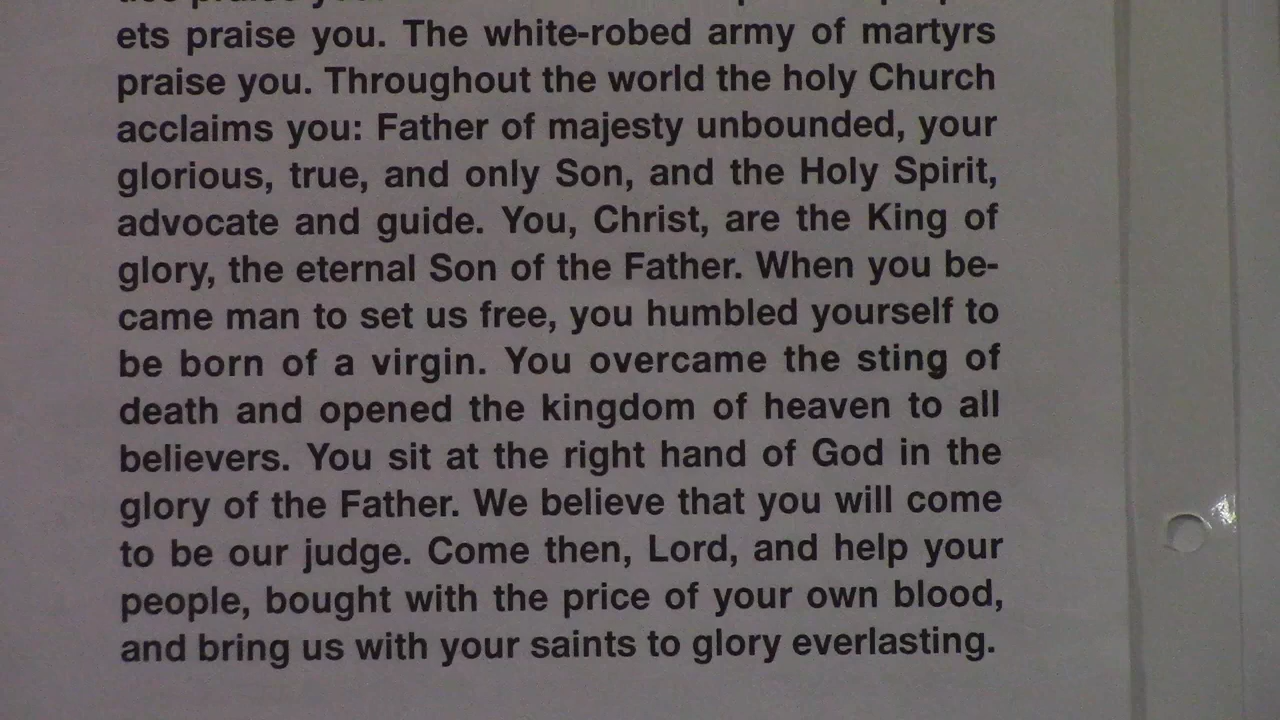 praise you.
ets praise you. The white-robed army of martyrs
praise you. Throughout the world the holy Church
acclaims you: Father of majesty unbounded, your
glorious, true, and only Son, and the Holy Spirit,
advocate and guide. You, Christ, are the King of
glory, the eternal Son of the Father. When you be-
came man to set us free, you humbled yourself to
be born of a virgin. You overcame the sting of
death and opened the kingdom of heaven to all
believers. You sit at the right hand of God in the
glory of the Father. We believe that you will come
to be our judge. Come then, Lord, and help your
people, bought with the price of your own blood,
and bring us with your saints to glory everlasting.